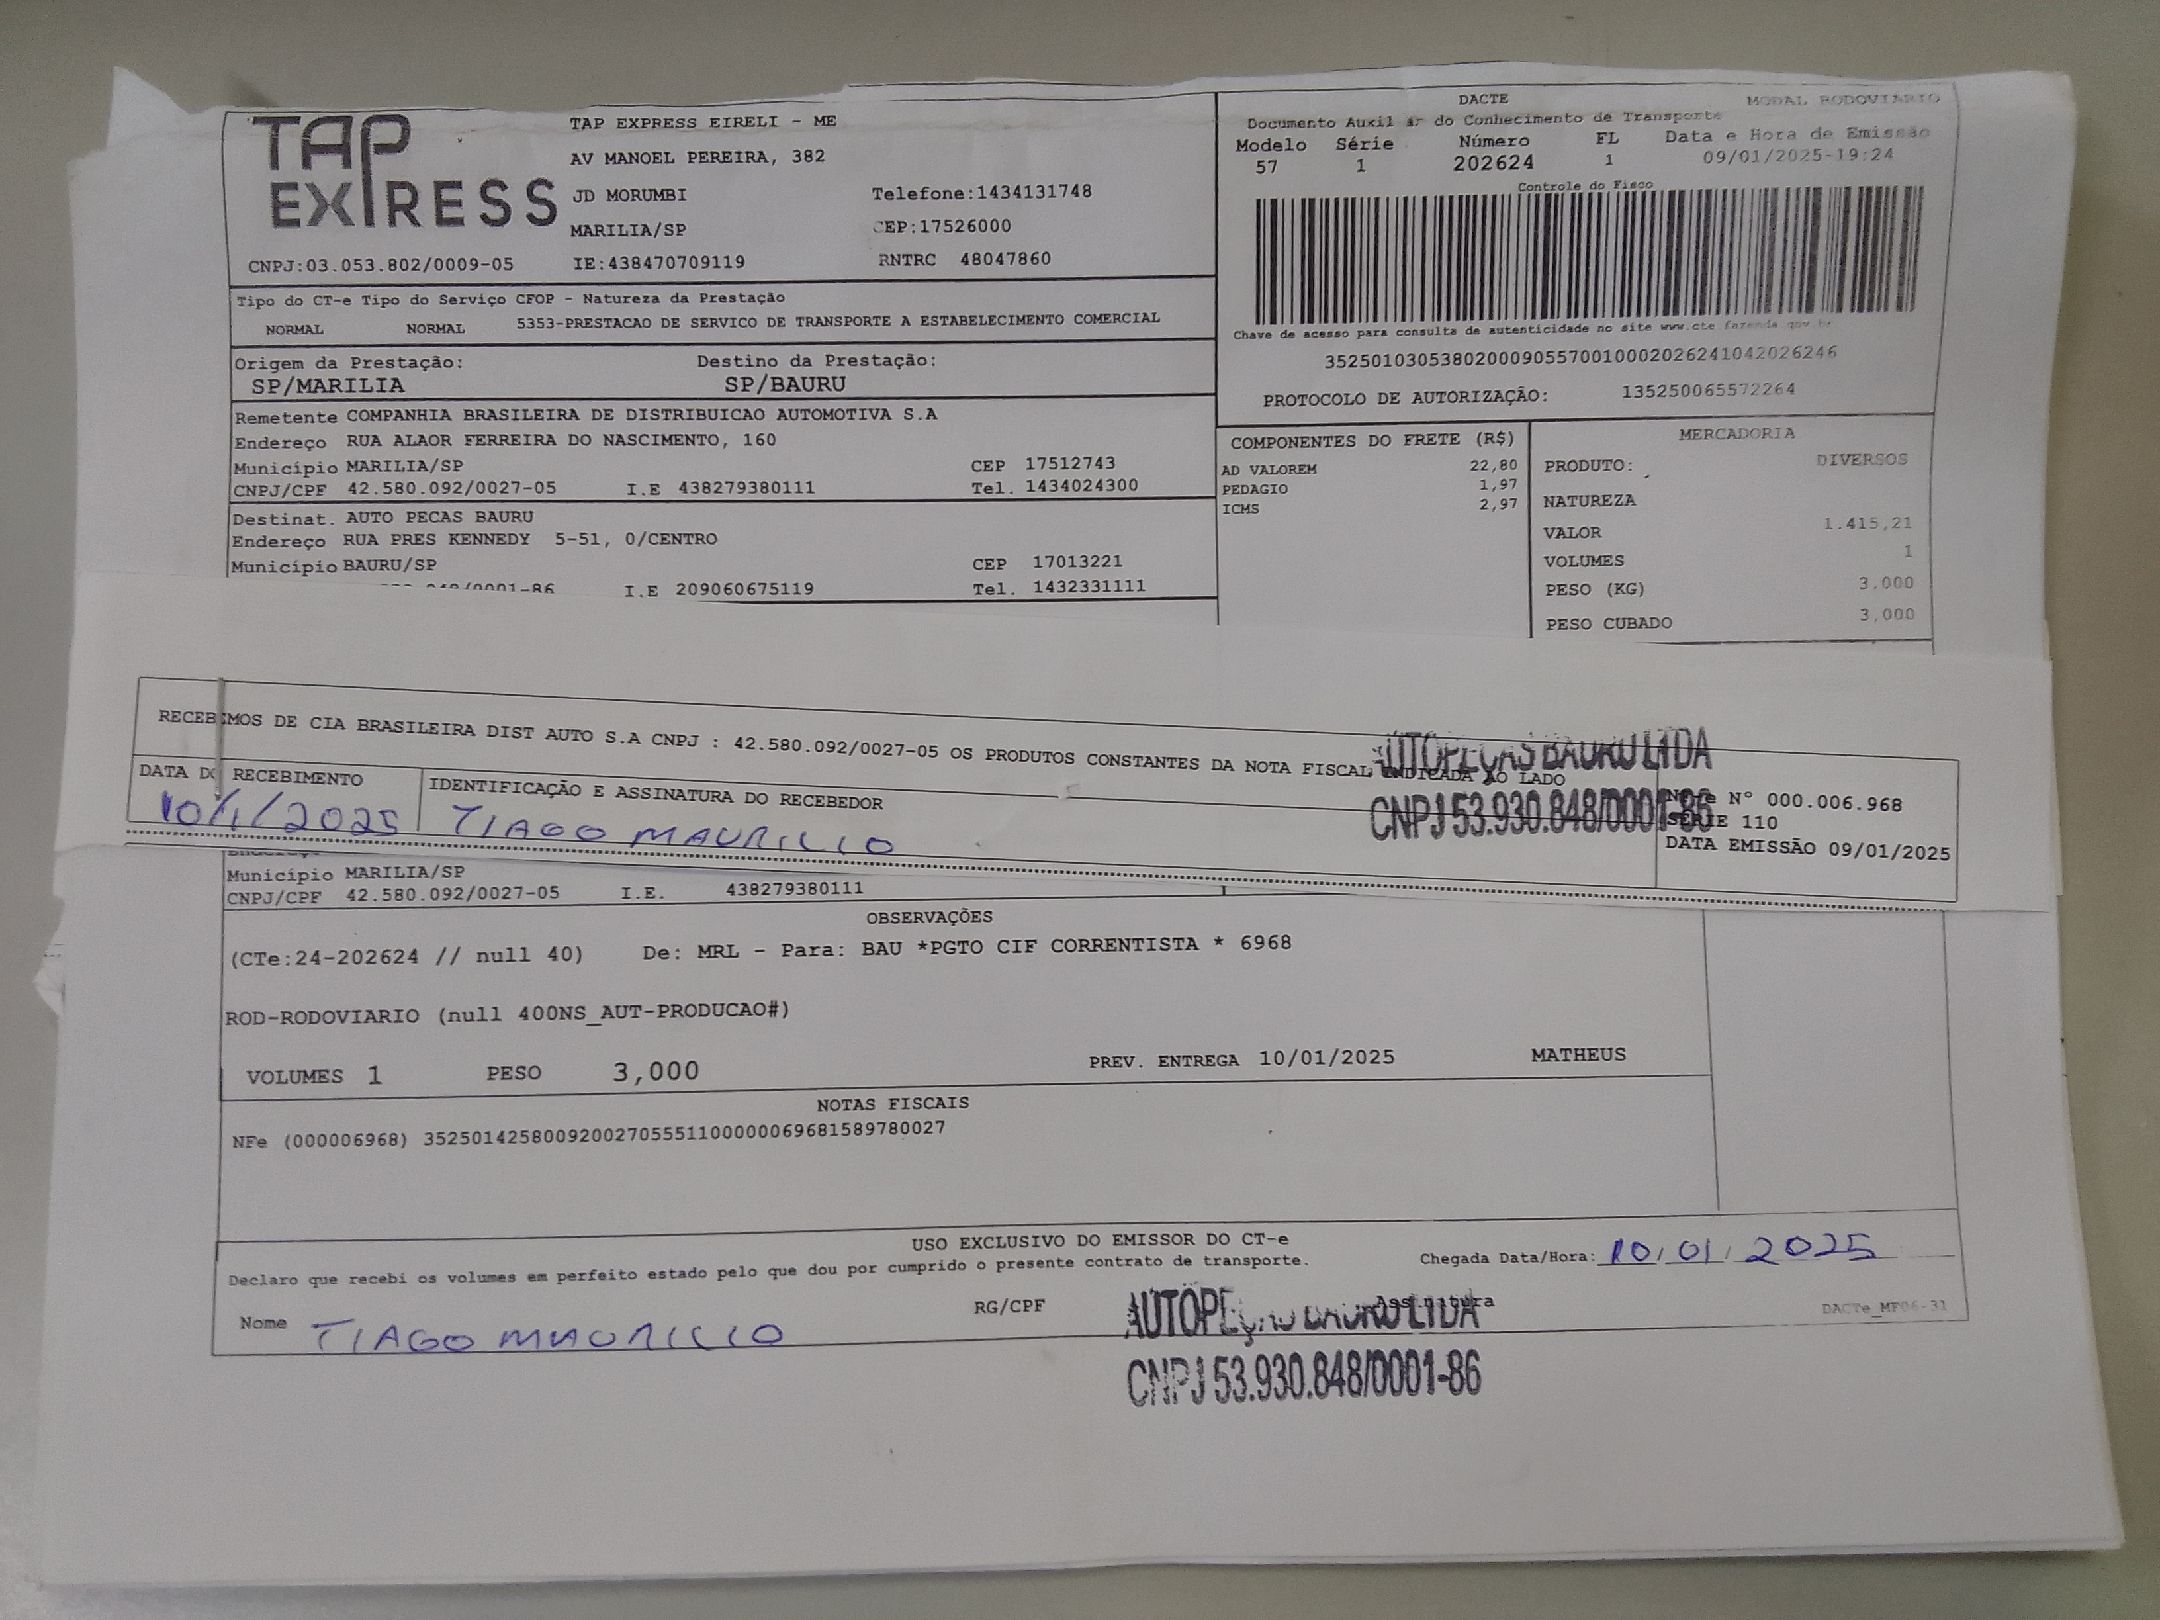 TAP EXPRESS
TAP EXPRESS EIRELI - ME
AV MANOEL PEREIRA, 382
JD MORUMBI Telefone:1434131748
MARILIA/SP CEP:17526000
CNPJ:03.053.802/0009-05 IE:438470709119 RNTRC 48047860
DACTE MODAL RODOVIARIO
Documento Auxil ar do Conhecimento de Transporte
Modelo Série Número FL Data e Hora de Emissão
57 1 202624 1 09/01/2025-19:24
Controle do Fisco
Chave de acesso para consulta de autenticidade no site www.cte fazenda gov br
35250103053802000905570010002026241042026246
PROTOCOLO DE AUTORIZAÇÃO: 135250065572264
Tipo do CT-e Tipo do Serviço CFOP - Natureza da Prestação
NORMAL NORMAL 5353-PRESTACAO DE SERVICO DE TRANSPORTE A ESTABELECIMENTO COMERCIAL
Origem da Prestação: Destino da Prestação:
SP/MARILIA SP/BAURU
Remetente COMPANHIA BRASILEIRA DE DISTRIBUICAO AUTOMOTIVA S.A
Endereço RUA ALAOR FERREIRA DO NASCIMENTO, 160
Município MARILIA/SP CEP 17512743
CNPJ/CPF 42.580.092/0027-05 I.E 438279380111 Tel. 1434024300
Destinat. AUTO PECAS BAURU
Endereço RUA PRES KENNEDY 5-51, 0/CENTRO
Município BAURU/SP CEP 17013221
/0001-86 I.E 209060675119 Tel. 1432331111
COMPONENTES DO FRETE (R$)
AD VALOREM 22,80
PEDAGIO 1,97
ICMS 2,97
MERCADORIA
PRODUTO: DIVERSOS
NATUREZA
VALOR 1.415,21
VOLUMES 1
PESO (KG) 3.000
PESO CUBADO 3,000
RECEBEMOS DE CIA BRASILEIRA DIST AUTO S.A CNPJ : 42.580.092/0027-05 OS PRODUTOS CONSTANTES DA NOTA FISCAL INDICADA AO LADO
AUTOPEÇAS BAURU LTDA
CNPJ 53.930.848/0001-86
DATA DO RECEBIMENTO IDENTIFICAÇÃO E ASSINATURA DO RECEBEDOR
10/1/2025 TIAGO MAURICIO
Nº 000.006.968
SÉRIE 110
DATA EMISSÃO 09/01/2025
Município MARILIA/SP
CNPJ/CPF 42.580.092/0027-05 I.E. 438279380111
OBSERVAÇÕES
(CTe:24-202624 // null 40) De: MRL - Para: BAU *PGTO CIF CORRENTISTA * 6968
ROD-RODOVIARIO (null 400NS_AUT-PRODUCAO#)
VOLUMES 1 PESO 3,000 PREV. ENTREGA 10/01/2025 MATHEUS
NOTAS FISCAIS
NFe (000006968) 35250142580092002705551100000069681589780027
USO EXCLUSIVO DO EMISSOR DO CT-e
Declaro que recebi os volumes em perfeito estado pelo que dou por cumprido o presente contrato de transporte. Chegada Data/Hora: 10/01/2025
Nome TIAGO MAURICIO RG/CPF Assinatura DACTe_MF06-31
AUTOPEÇAS BAURU LTDA
CNPJ 53.930.848/0001-86